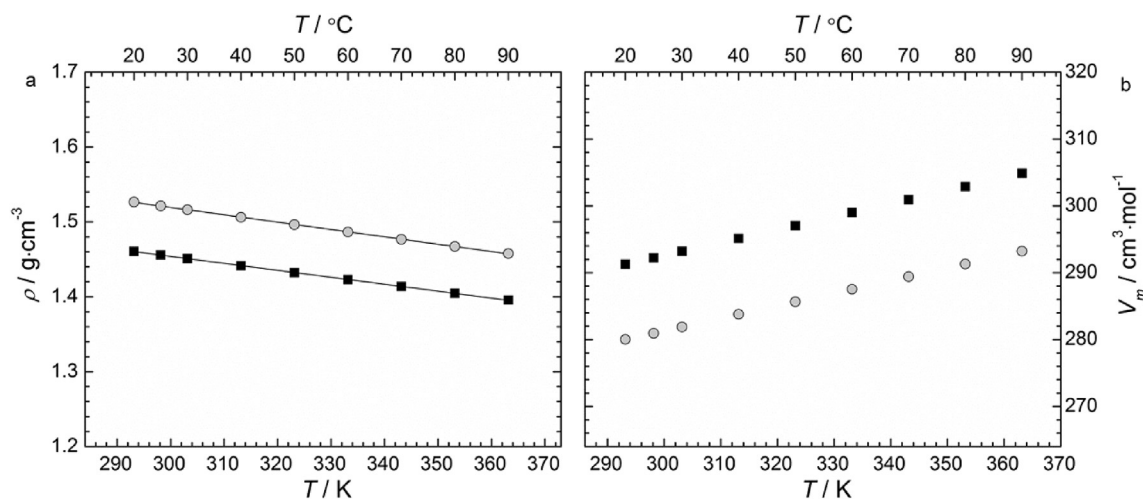 T / °C
20 30 40 50 60 70 80 90
a
1.7
1.6
1.5
1.4
1.3
1.2
ρ / g·cm⁻³
290 300 310 320 330 340 350 360 370
T / K
T / °C
20 30 40 50 60 70 80 90
b
320
310
300
290
280
270
Vₘ / cm³·mol⁻¹
290 300 310 320 330 340 350 360 370
T / K